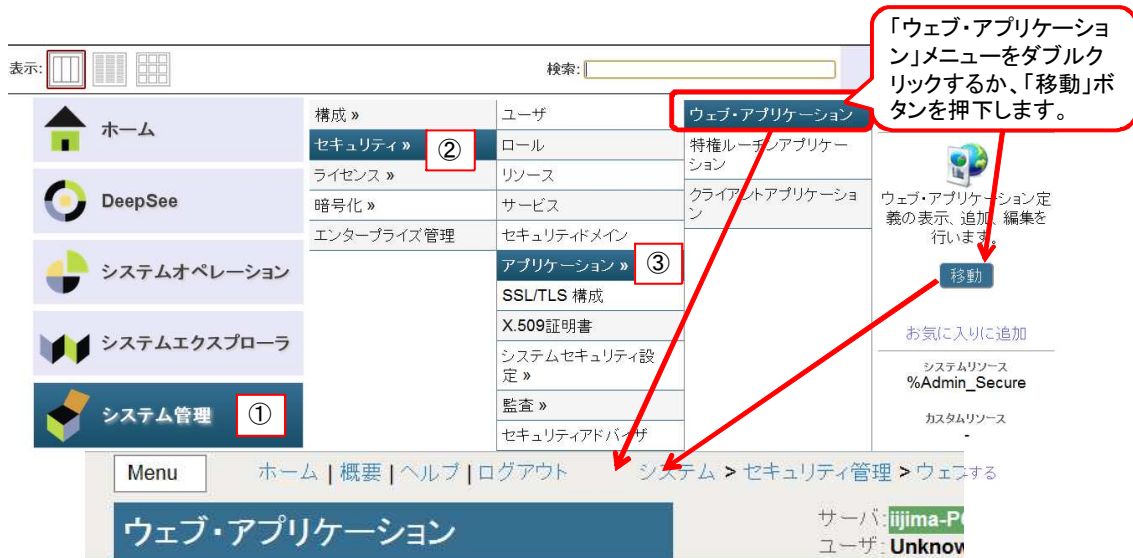 「ウェブ・アプリケーショ
ン」メニューをダブルク
リックするか、「移動」ボ
タンを押下します。
表示:
検索:
ホーム
DeepSee
システムオペレーション
システムエクスプローラ
システム管理
①
構成 »
セキュリティ »
②
ライセンス »
暗号化 »
エンタープライズ管理
ユーザ
ロール
リソース
サービス
セキュリティドメイン
アプリケーション »
③
SSL/TLS 構成
X.509証明書
システムセキュリティ設
定 »
監査 »
セキュリティアドバイザ
ウェブ・アプリケーション
特権ルーチンアプリケー
ション
クライアントアプリケーショ
ン
ウェブ・アプリケーション定
義の表示、追加、編集を
行います。
移動
お気に入りに追加
システムリソース
%Admin_Secure
カスタムリソース
-
Menu
ホーム | 概要 | ヘルプ | ログアウト
システム > セキュリティ管理 > ウェブ
する
ウェブ・アプリケーション
サーバ: iijima-P
ユーザ: Unknow